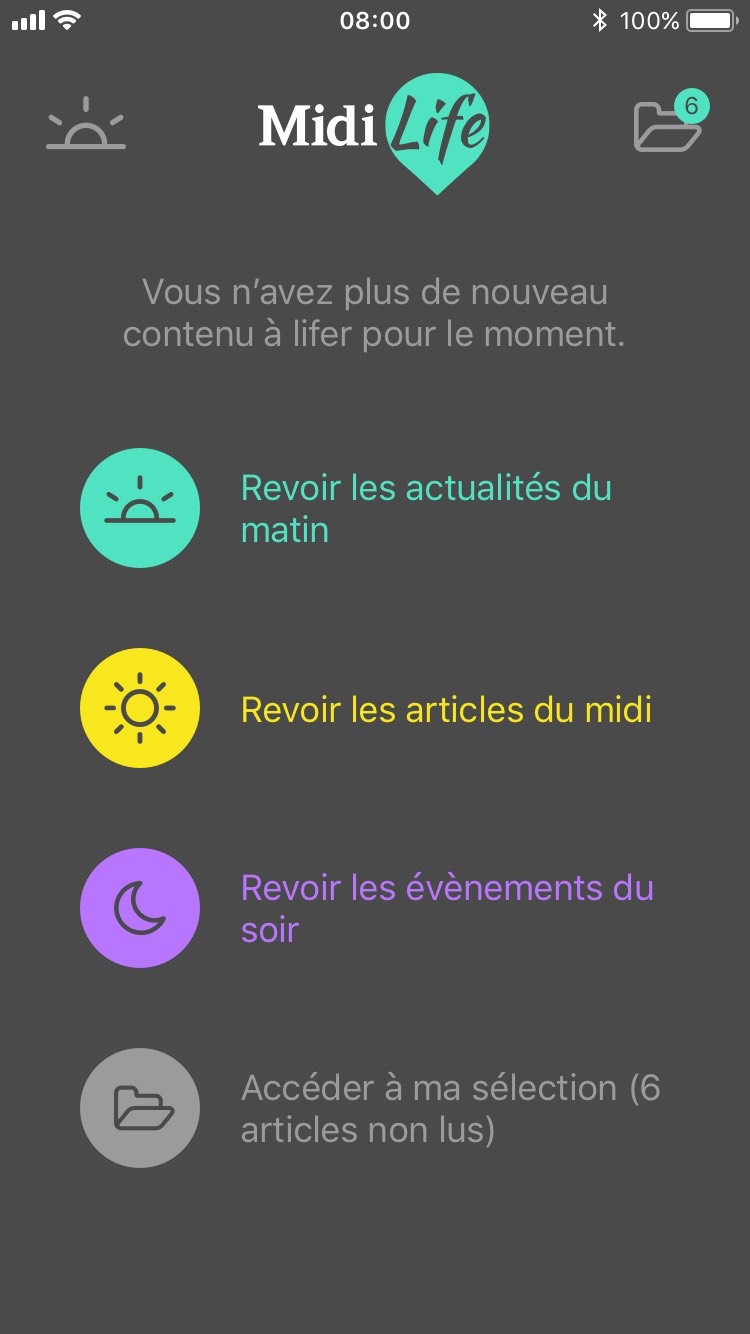 08:00
100%
Midi Life
6
Vous n’avez plus de nouveau
contenu à lifer pour le moment.
Revoir les actualités du
matin
Revoir les articles du midi
Revoir les évènements du
soir
Accéder à ma sélection (6
articles non lus)